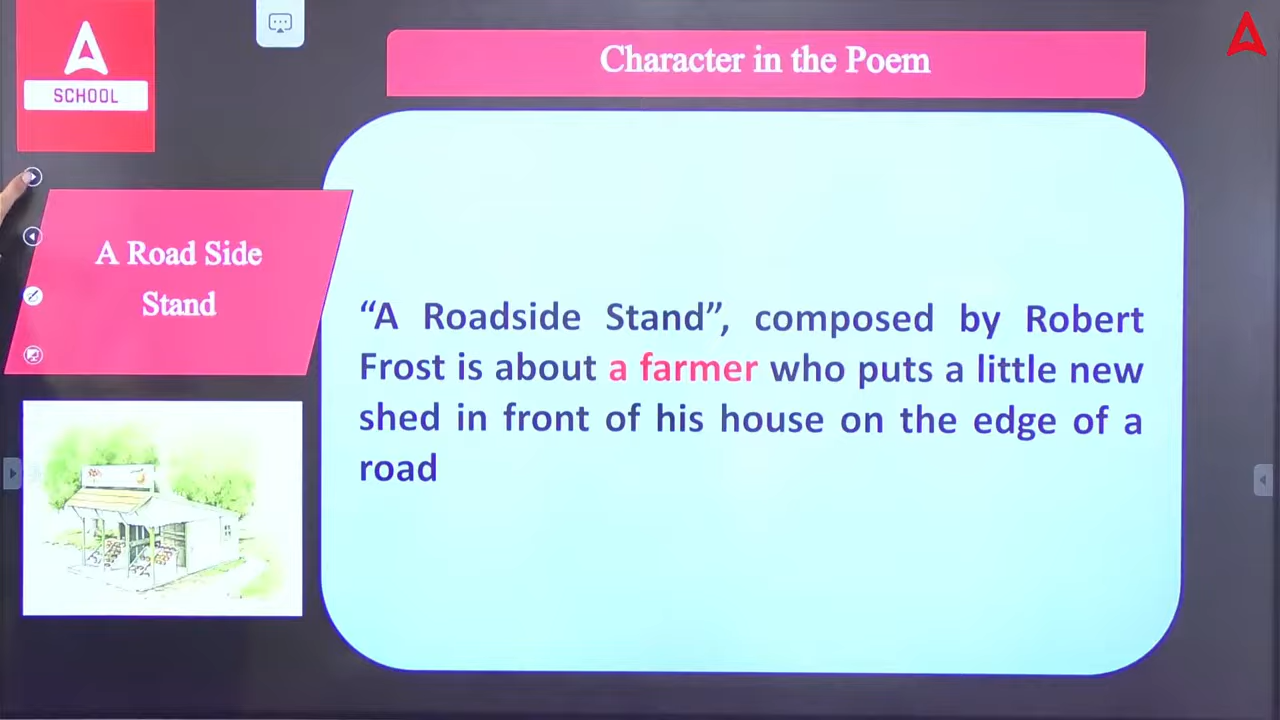 SCHOOL
Character in the Poem
A Road Side
Stand
“A Roadside Stand”, composed by Robert
Frost is about a farmer who puts a little new
shed in front of his house on the edge of a
road